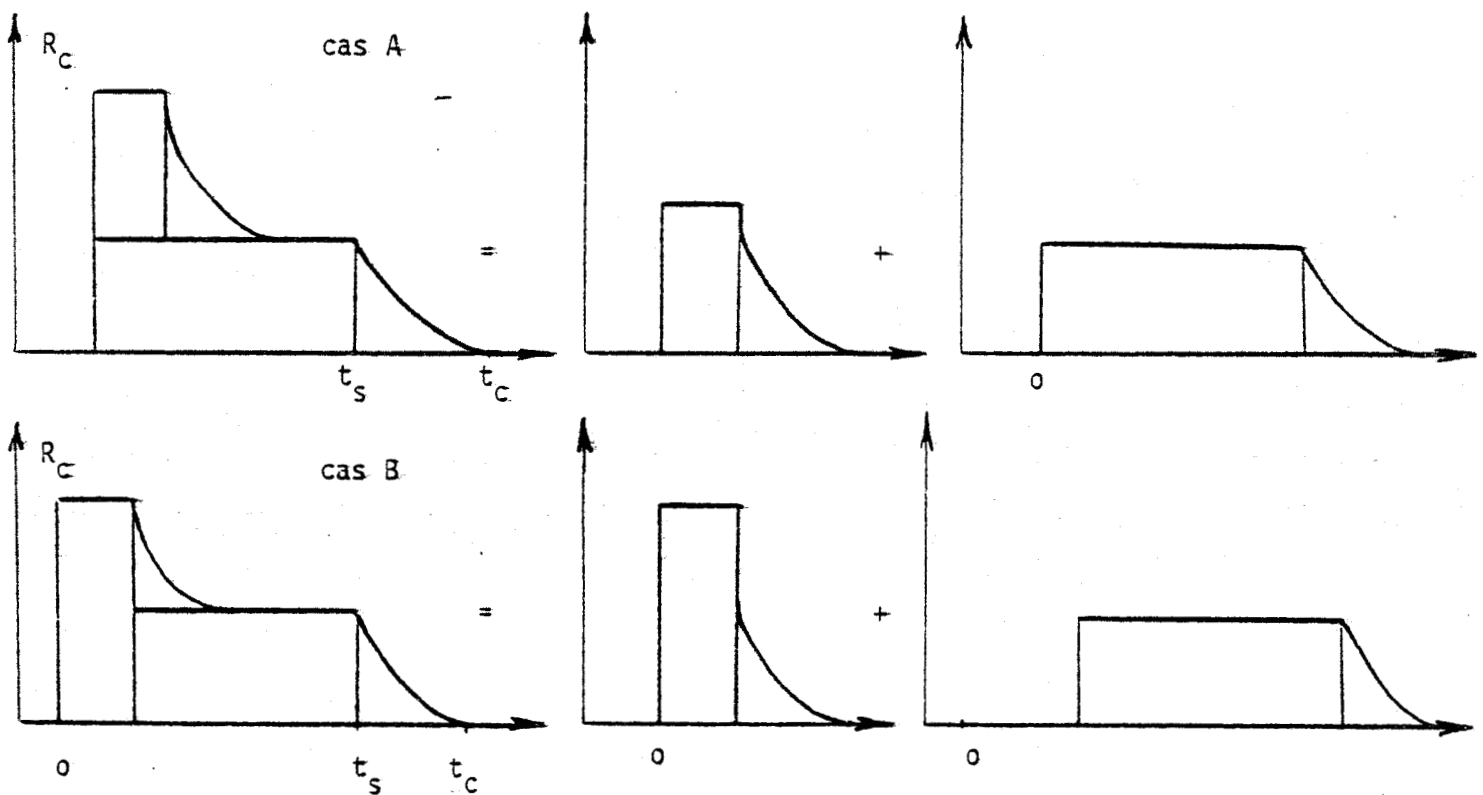 R_c cas A
= +
t_s t_c o
R_c cas B
= +
o t_s t_c o o